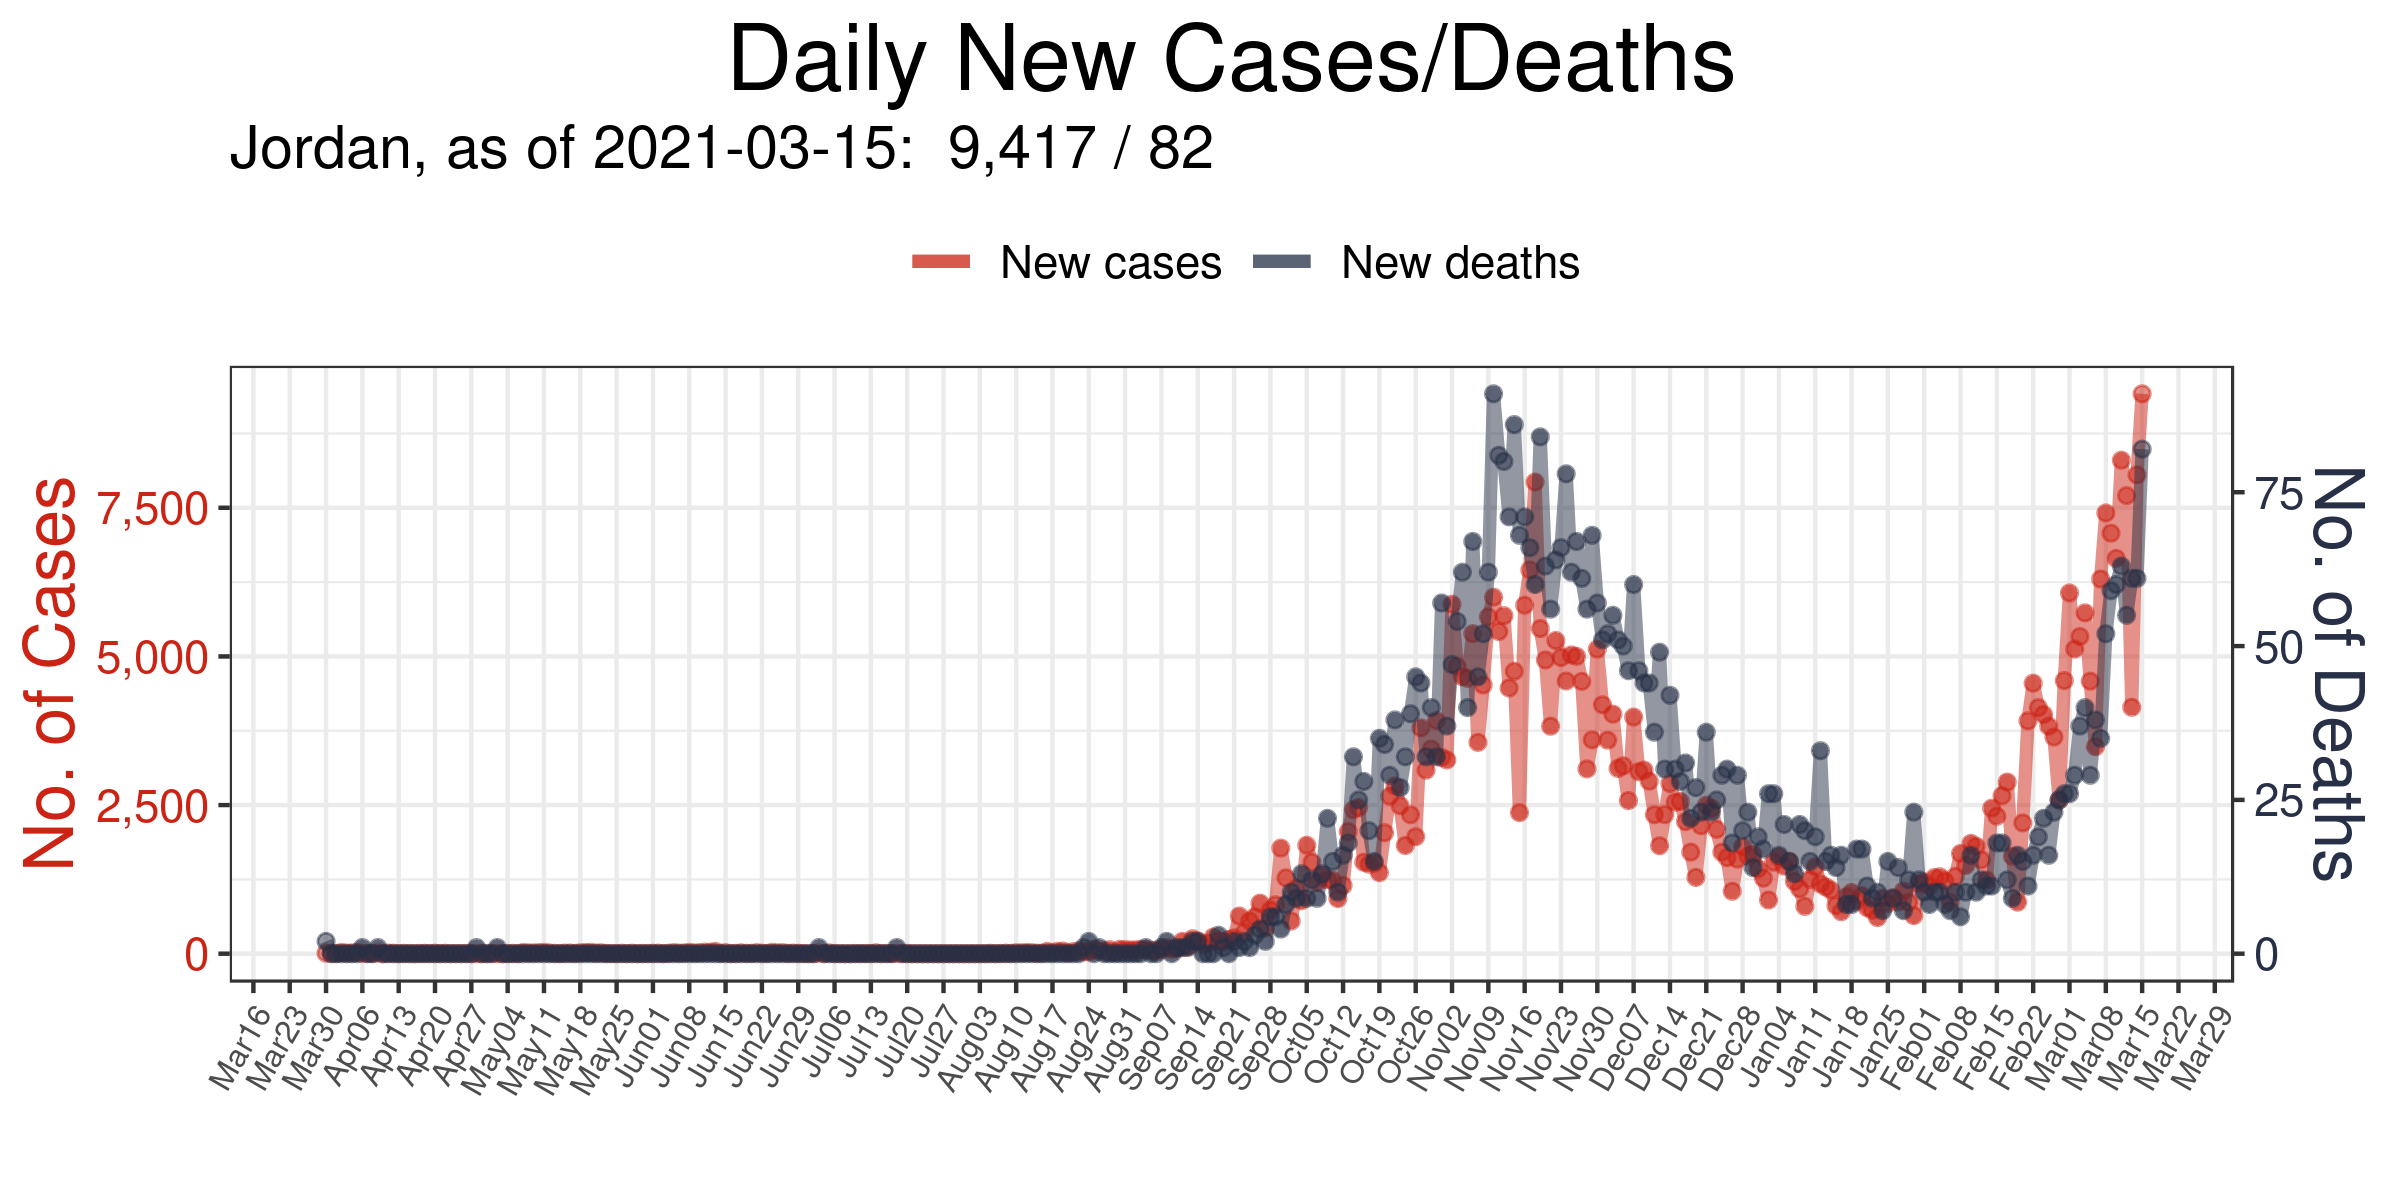 Daily New Cases/Deaths
Jordan, as of 2021-03-15:  9,417 / 82
New cases
New deaths
No. of Cases
7,500
5,000
2,500
0
75
50
25
0
No. of Deaths
Mar16
Mar23
Mar30
Apr06
Apr13
Apr20
Apr27
May04
May11
May18
May25
Jun01
Jun08
Jun15
Jun22
Jun29
Jul06
Jul13
Jul20
Jul27
Aug03
Aug10
Aug17
Aug24
Aug31
Sep07
Sep14
Sep21
Sep28
Oct05
Oct12
Oct19
Oct26
Nov02
Nov09
Nov16
Nov23
Nov30
Dec07
Dec14
Dec21
Dec28
Jan04
Jan11
Jan18
Jan25
Feb01
Feb08
Feb15
Feb22
Mar01
Mar08
Mar15
Mar22
Mar29